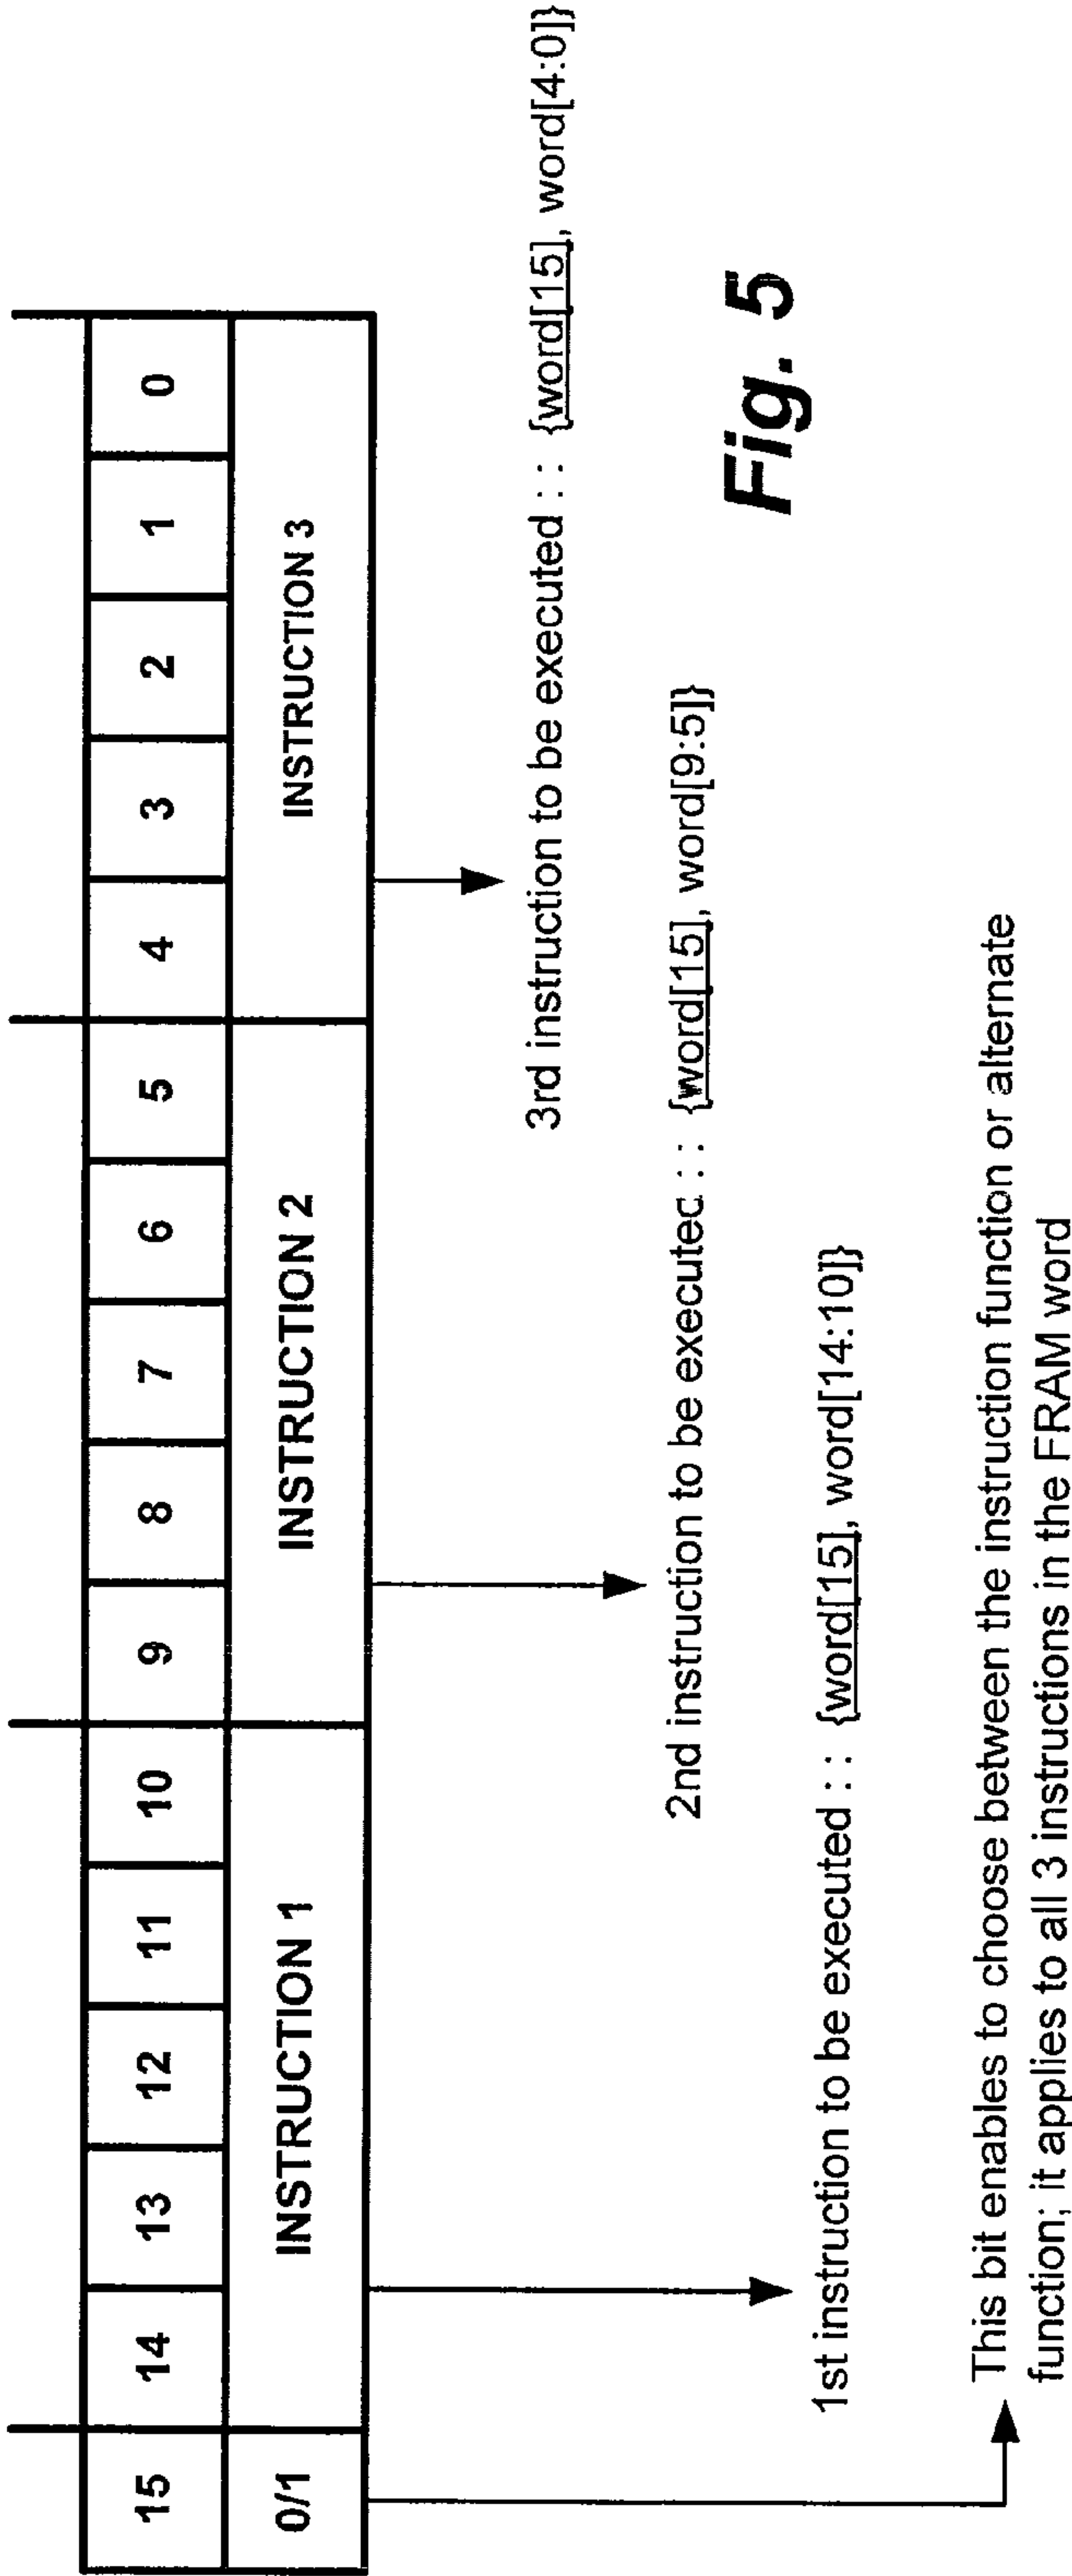 15 14 13 12 11 10 9 8 7 6 5 4 3 2 1 0
0/1 INSTRUCTION 1 INSTRUCTION 2 INSTRUCTION 3
3rd instruction to be executed : : {word[15], word[4:0]}
2nd instruction to be executed : : {word[15], word[9:5]}
1st instruction to be executed : : {word[15], word[14:10]}
This bit enables to choose between the instruction function or alternate
function; it applies to all 3 instructions in the FRAM word
Fig. 5